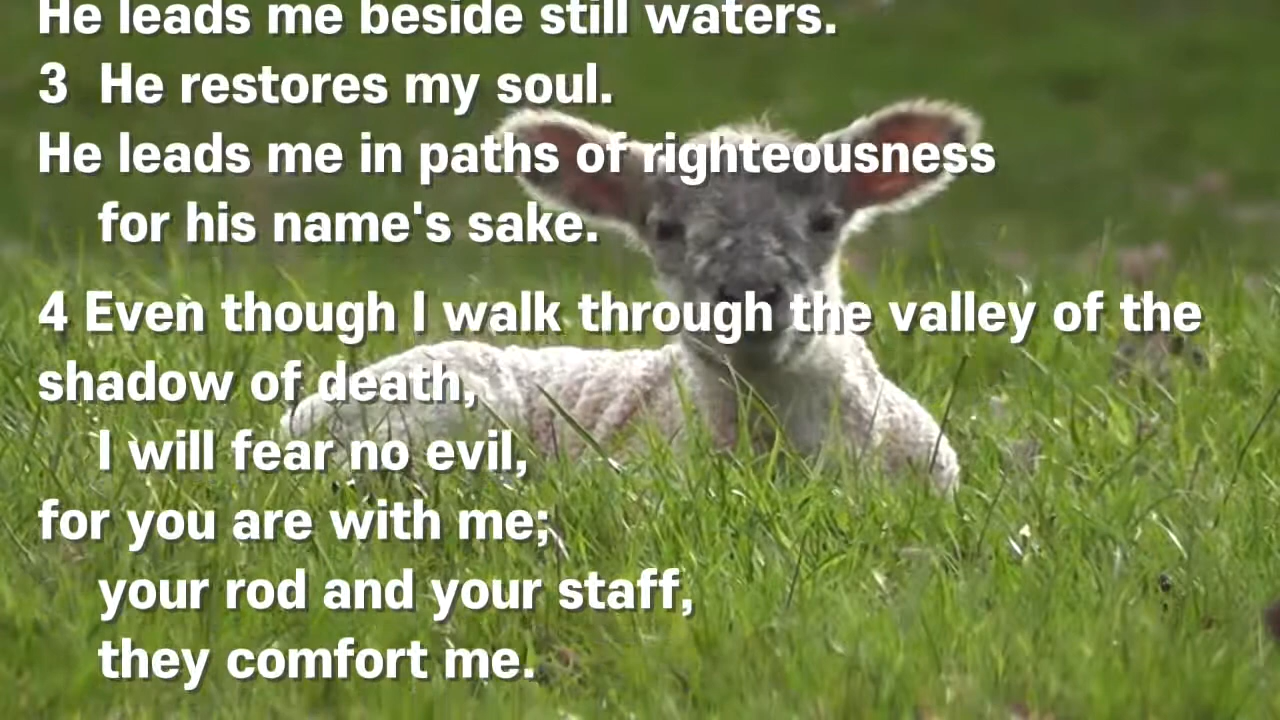 He leads me beside still waters.
3 He restores my soul.
He leads me in paths of righteousness
for his name's sake.
4 Even though I walk through the valley of the
shadow of death,
I will fear no evil,
for you are with me;
your rod and your staff,
they comfort me.